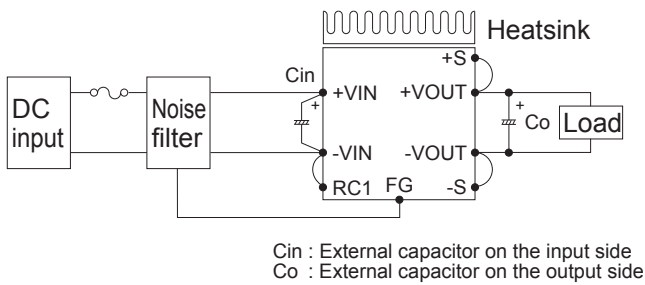 Heatsink
+S
Cin
+VIN +VOUT
+
+
DC
input
Noise
filter
Co
Load
-VIN -VOUT
RC1 FG -S
Cin : External capacitor on the input side
Co : External capacitor on the output side